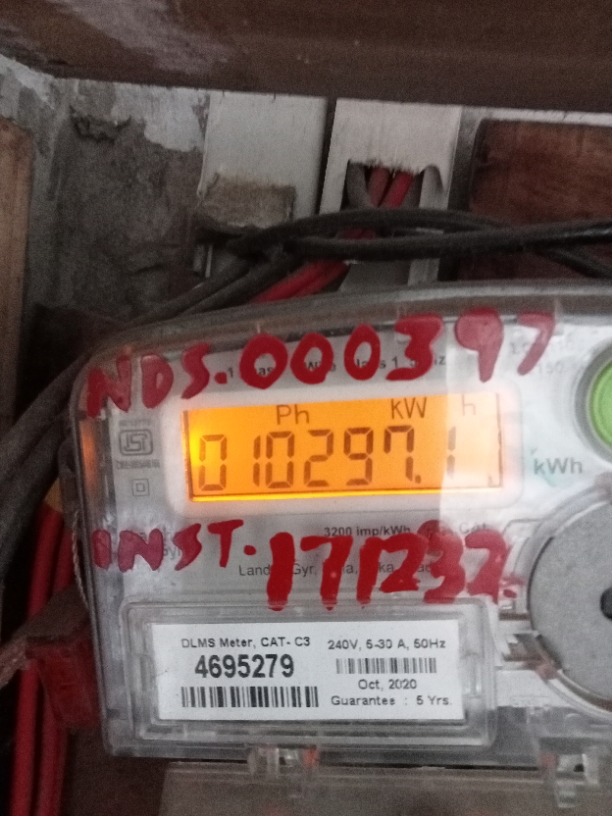 NDS.000397
Ph kW h
010297.1
kWh
INST.171232.
3200 imp/kWh
DLMS Meter, CAT- C3
4695279
240V, 5-30 A, 50Hz
Oct, 2020
Guarantee : 5 Yrs.